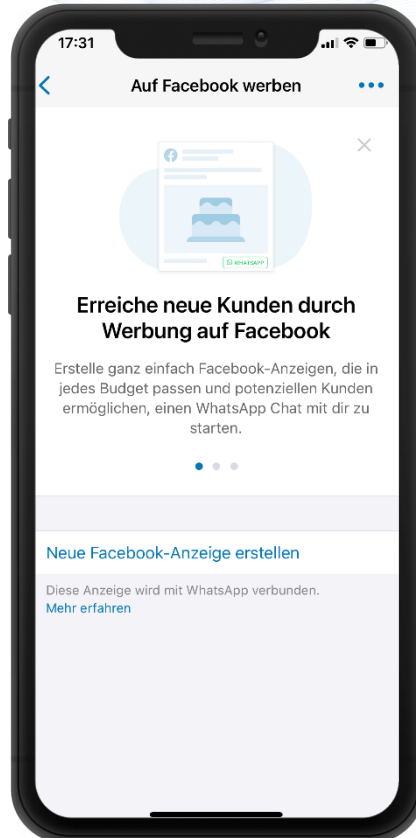 17:31
Auf Facebook werben
WHATSAPP
Erreiche neue Kunden durch
Werbung auf Facebook
Erstelle ganz einfach Facebook-Anzeigen, die in
jedes Budget passen und potenziellen Kunden
ermöglichen, einen WhatsApp Chat mit dir zu
starten.
Neue Facebook-Anzeige erstellen
Diese Anzeige wird mit WhatsApp verbunden.
Mehr erfahren